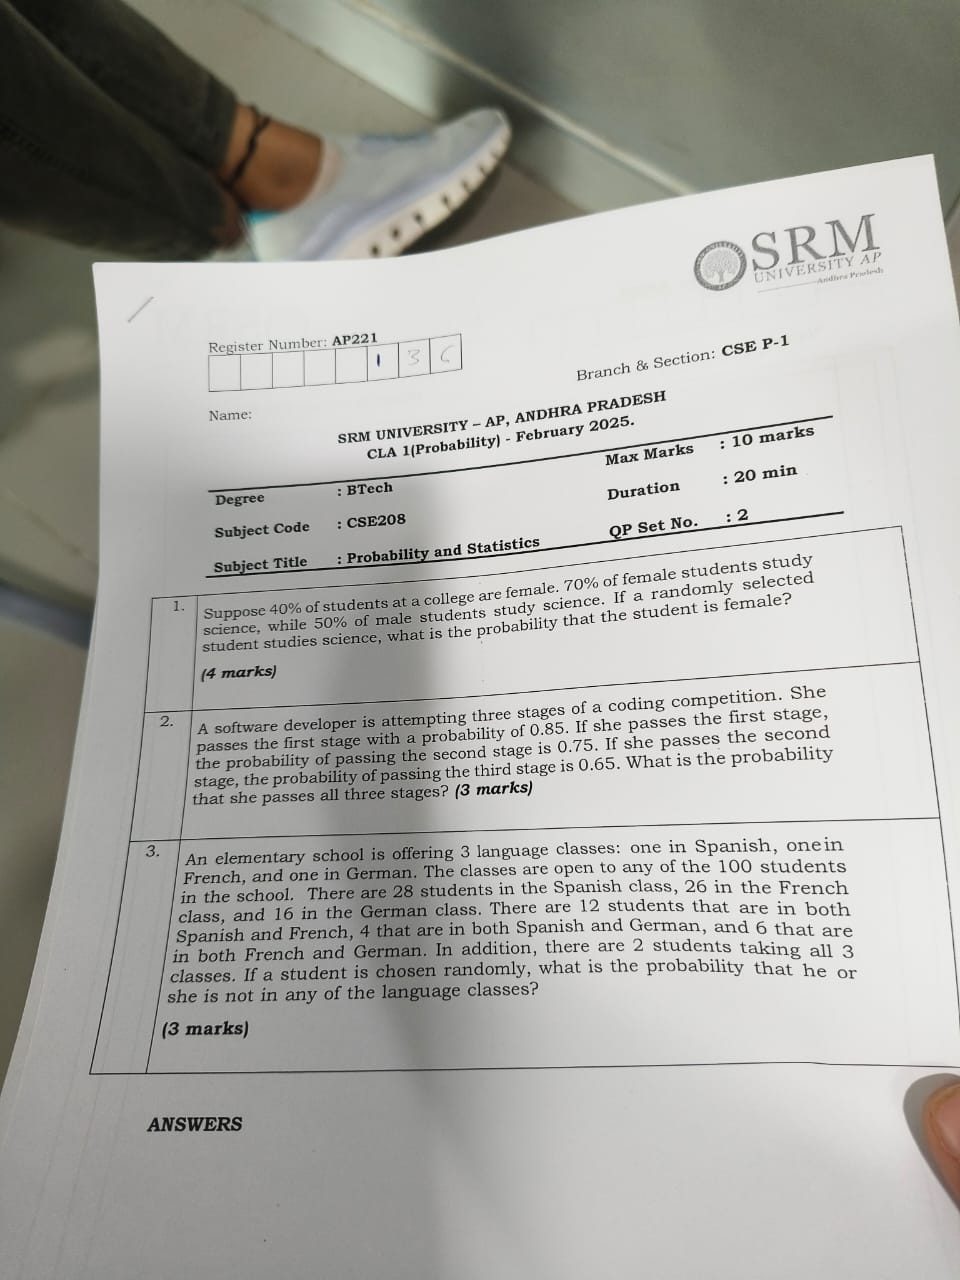 SRM
UNIVERSITY AP
Andhra Pradesh
Register Number: AP221
1 3 6
Branch & Section: CSE P-1
Name:
SRM UNIVERSITY – AP, ANDHRA PRADESH
CLA 1(Probability) - February 2025.
Degree : BTech Max Marks : 10 marks
Subject Code : CSE208 Duration : 20 min
Subject Title : Probability and Statistics QP Set No. : 2
1. Suppose 40% of students at a college are female. 70% of female students study
science, while 50% of male students study science. If a randomly selected
student studies science, what is the probability that the student is female?
(4 marks)
2. A software developer is attempting three stages of a coding competition. She
passes the first stage with a probability of 0.85. If she passes the first stage,
the probability of passing the second stage is 0.75. If she passes the second
stage, the probability of passing the third stage is 0.65. What is the probability
that she passes all three stages? (3 marks)
3. An elementary school is offering 3 language classes: one in Spanish, onein
French, and one in German. The classes are open to any of the 100 students
in the school. There are 28 students in the Spanish class, 26 in the French
class, and 16 in the German class. There are 12 students that are in both
Spanish and French, 4 that are in both Spanish and German, and 6 that are
in both French and German. In addition, there are 2 students taking all 3
classes. If a student is chosen randomly, what is the probability that he or
she is not in any of the language classes?
(3 marks)
ANSWERS